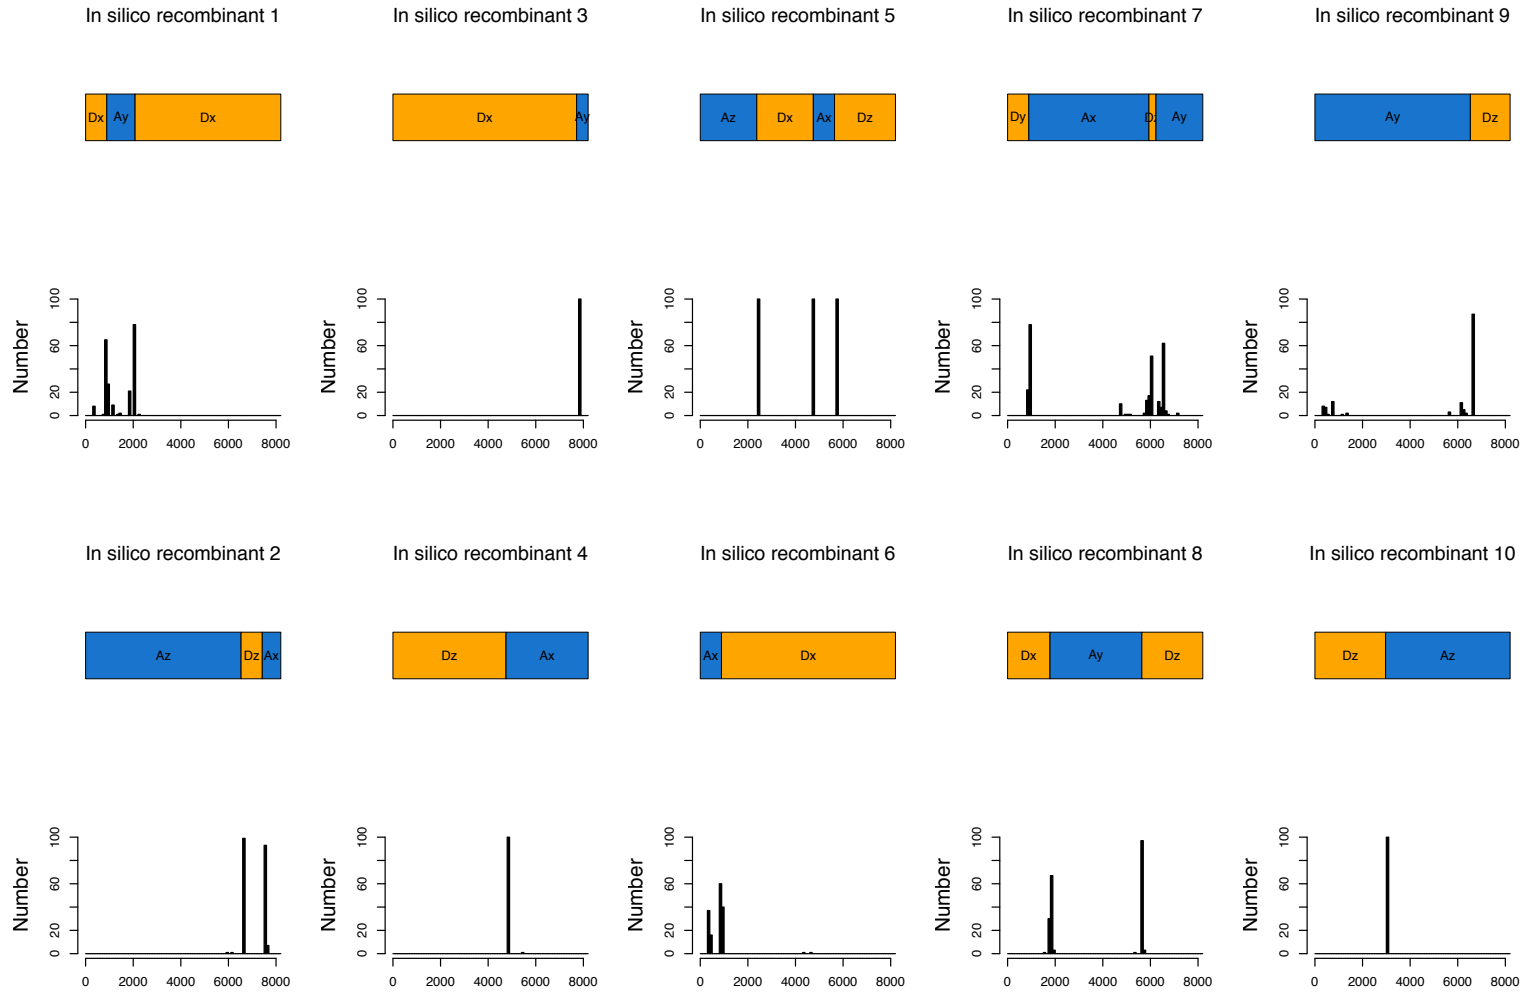 In silico recombinant 1 In silico recombinant 3 In silico recombinant 5 In silico recombinant 7 In silico recombinant 9
Dx Ay Dx Dx Ay Az Dx Ax Dz Dy Ax Ay Ay Dz
Number Number Number Number Number
100 100 100 100 100
60 60 60 60 60
20 20 20 20 20
0 0 0 0 0
0 2000 4000 6000 8000 0 2000 4000 6000 8000 0 2000 4000 6000 8000 0 2000 4000 6000 8000 0 2000 4000 6000 8000
In silico recombinant 2 In silico recombinant 4 In silico recombinant 6 In silico recombinant 8 In silico recombinant 10
Az Dz Ax Dz Ax Ax Dx Dx Ay Dz Dz Az
Number Number Number Number Number
100 100 100 100 100
60 60 60 60 60
20 20 20 20 20
0 0 0 0 0
0 2000 4000 6000 8000 0 2000 4000 6000 8000 0 2000 4000 6000 8000 0 2000 4000 6000 8000 0 2000 4000 6000 8000